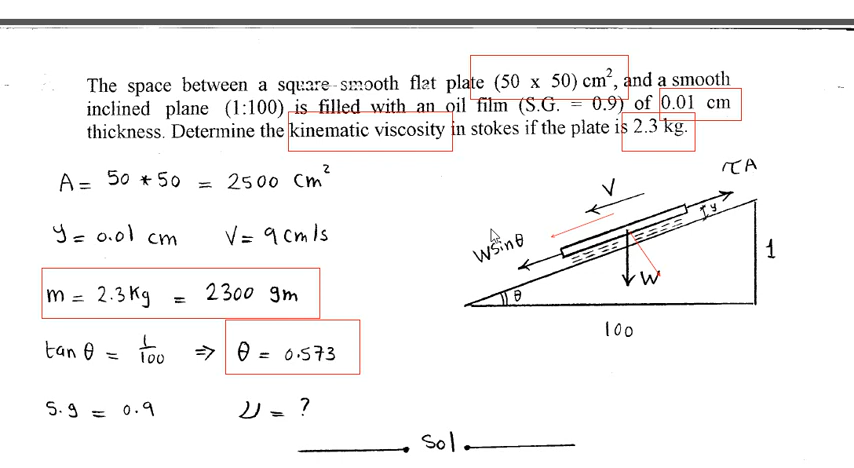 The space between a square smooth flat plate (50 x 50) cm², and a smooth
inclined plane (1:100) is filled with an oil film (S.G. = 0.9) of 0.01 cm
thickness. Determine the kinematic viscosity in stokes if the plate is 2.3 kg.
A = 50 * 50 = 2500 cm²
y = 0.01 cm V = 9 cm/s
m = 2.3 Kg = 2300 gm
tan θ = 1/100 ⇒ θ = 0.573
S.g = 0.9 ν = ?
Sol.
τA
V
y
W sin θ
W
θ
1
100